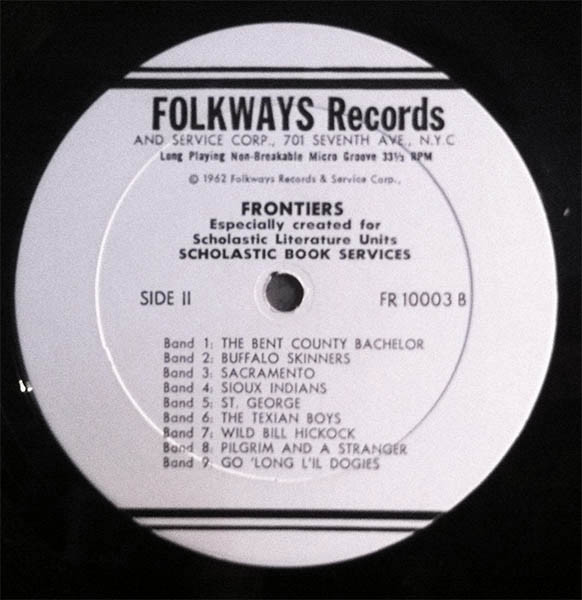 FOLKWAYS Records
AND SERVICE CORP., 701 SEVENTH AVE., N.Y.C
Long Playing Non-Breakable Micro Groove 33⅓ RPM
© 1962 Folkways Records & Service Corp.,
FRONTIERS
Especially created for
Scholastic Literature Units
SCHOLASTIC BOOK SERVICES
SIDE II FR 10003 B
Band 1: THE BENT COUNTY BACHELOR
Band 2: BUFFALO SKINNERS
Band 3: SACRAMENTO
Band 4: SIOUX INDIANS
Band 5: ST. GEORGE
Band 6: THE TEXIAN BOYS
Band 7: WILD BILL HICKOCK
Band 8: PILGRIM AND A STRANGER
Band 9: GO 'LONG L'IL DOGIES